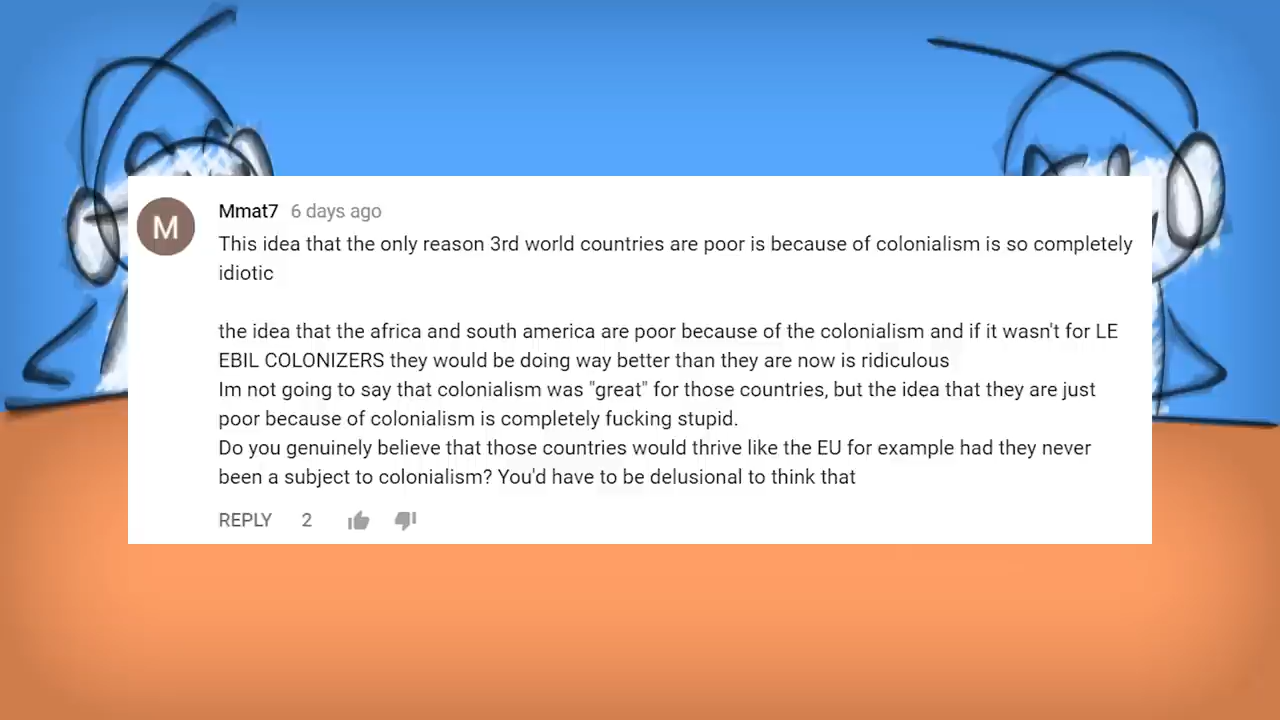 M
Mmat7 6 days ago
This idea that the only reason 3rd world countries are poor is because of colonialism is so completely
idiotic
the idea that the africa and south america are poor because of the colonialism and if it wasn't for LE
EBIL COLONIZERS they would be doing way better than they are now is ridiculous
Im not going to say that colonialism was "great" for those countries, but the idea that they are just
poor because of colonialism is completely fucking stupid.
Do you genuinely believe that those countries would thrive like the EU for example had they never
been a subject to colonialism? You'd have to be delusional to think that
REPLY 2